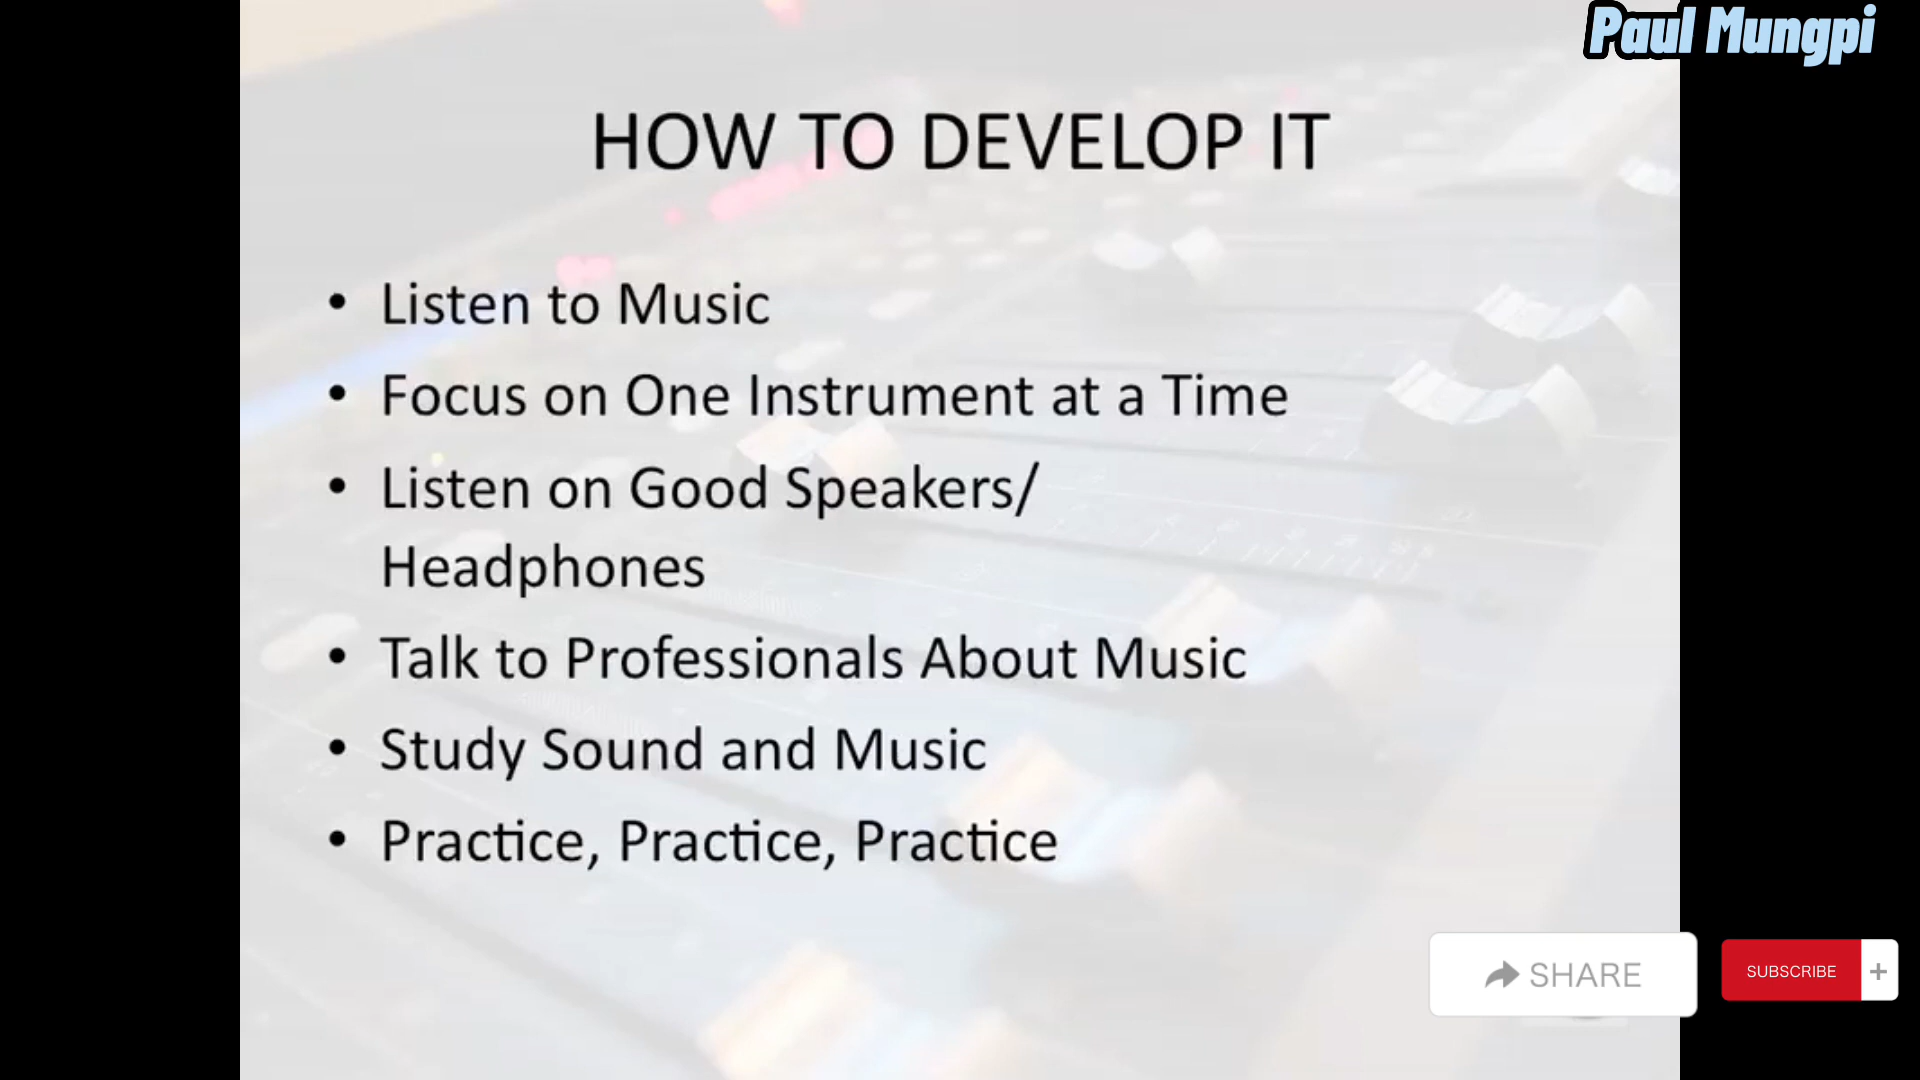 Paul Mungpi
HOW TO DEVELOP IT
• Listen to Music
• Focus on One Instrument at a Time
• Listen on Good Speakers/
Headphones
• Talk to Professionals About Music
• Study Sound and Music
• Practice, Practice, Practice
SHARE
SUBSCRIBE +